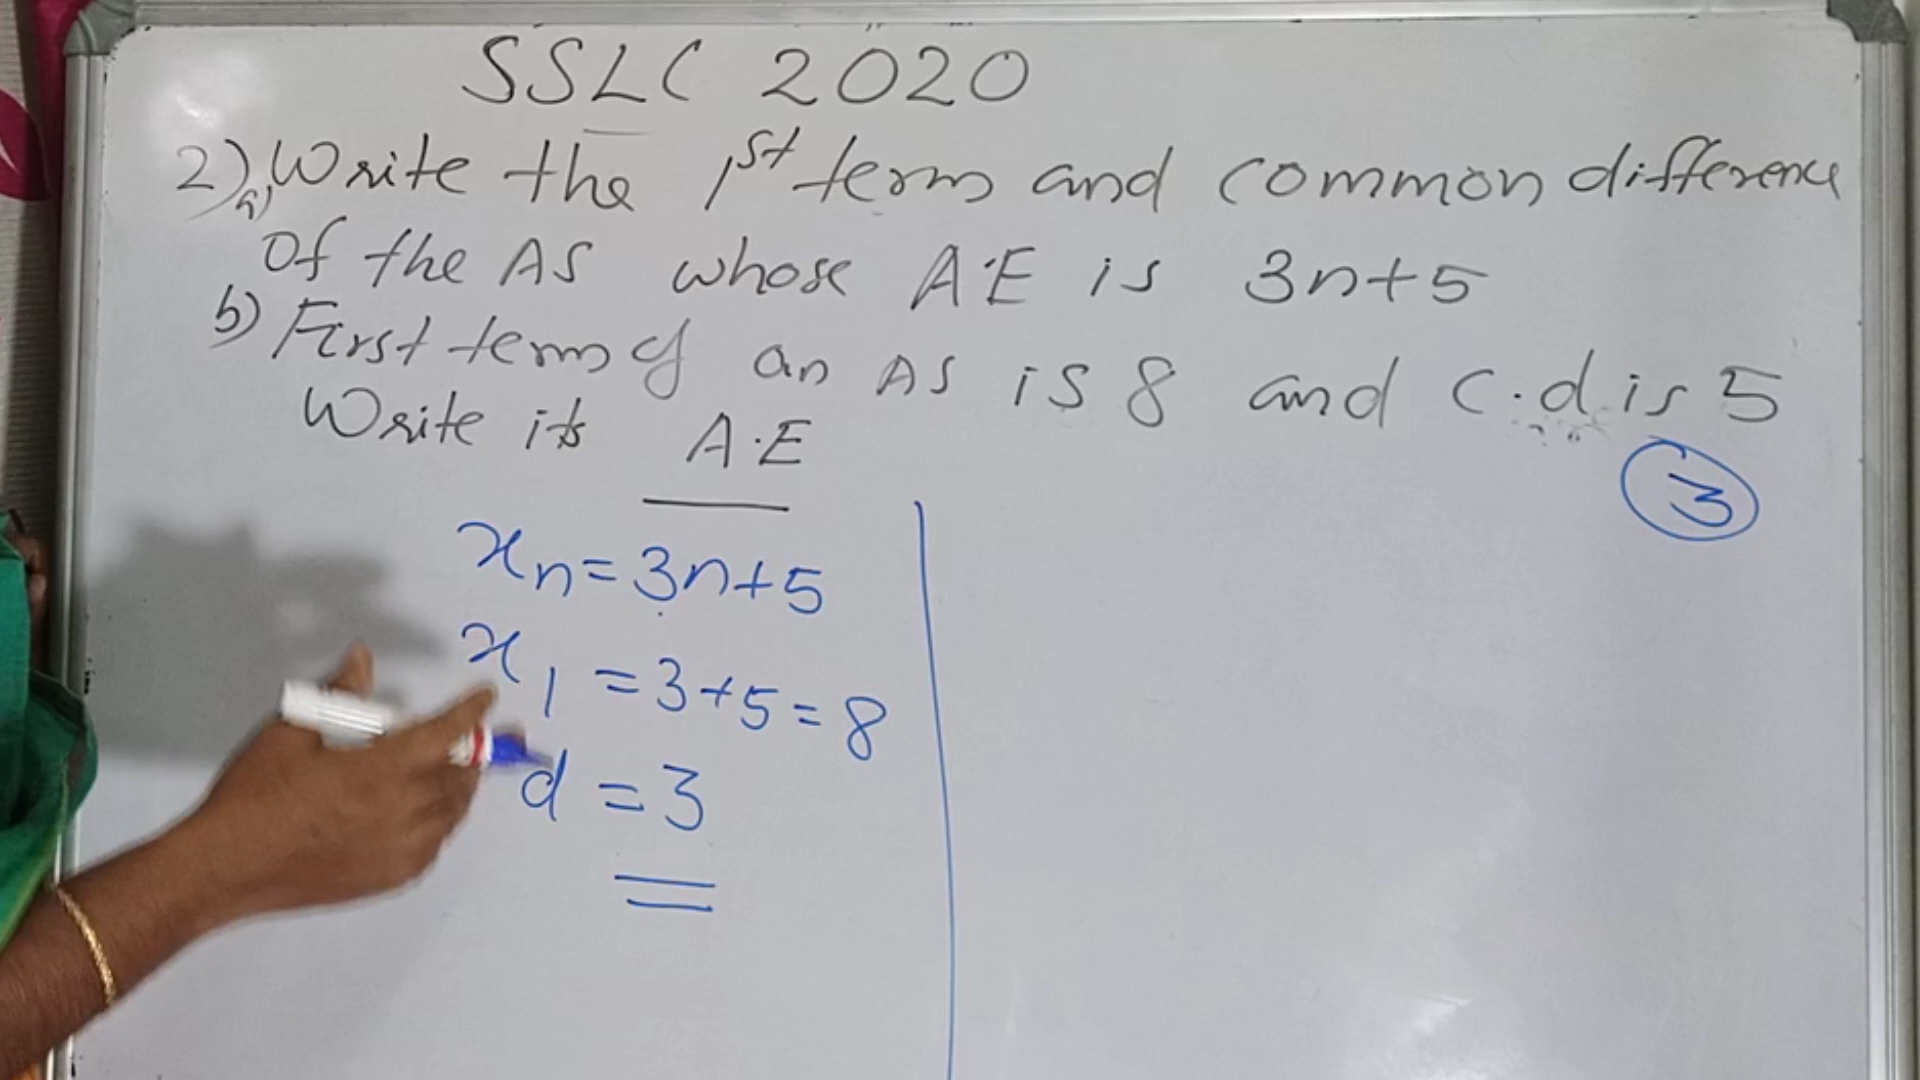 SSLC 2020
2) a) Write the 1st term and common difference
of the AS whose A.E is 3n+5
b) First term of an AS is 8 and c.d is 5
Write its A.E
3
xn = 3n+5
x1 = 3+5 = 8
d = 3